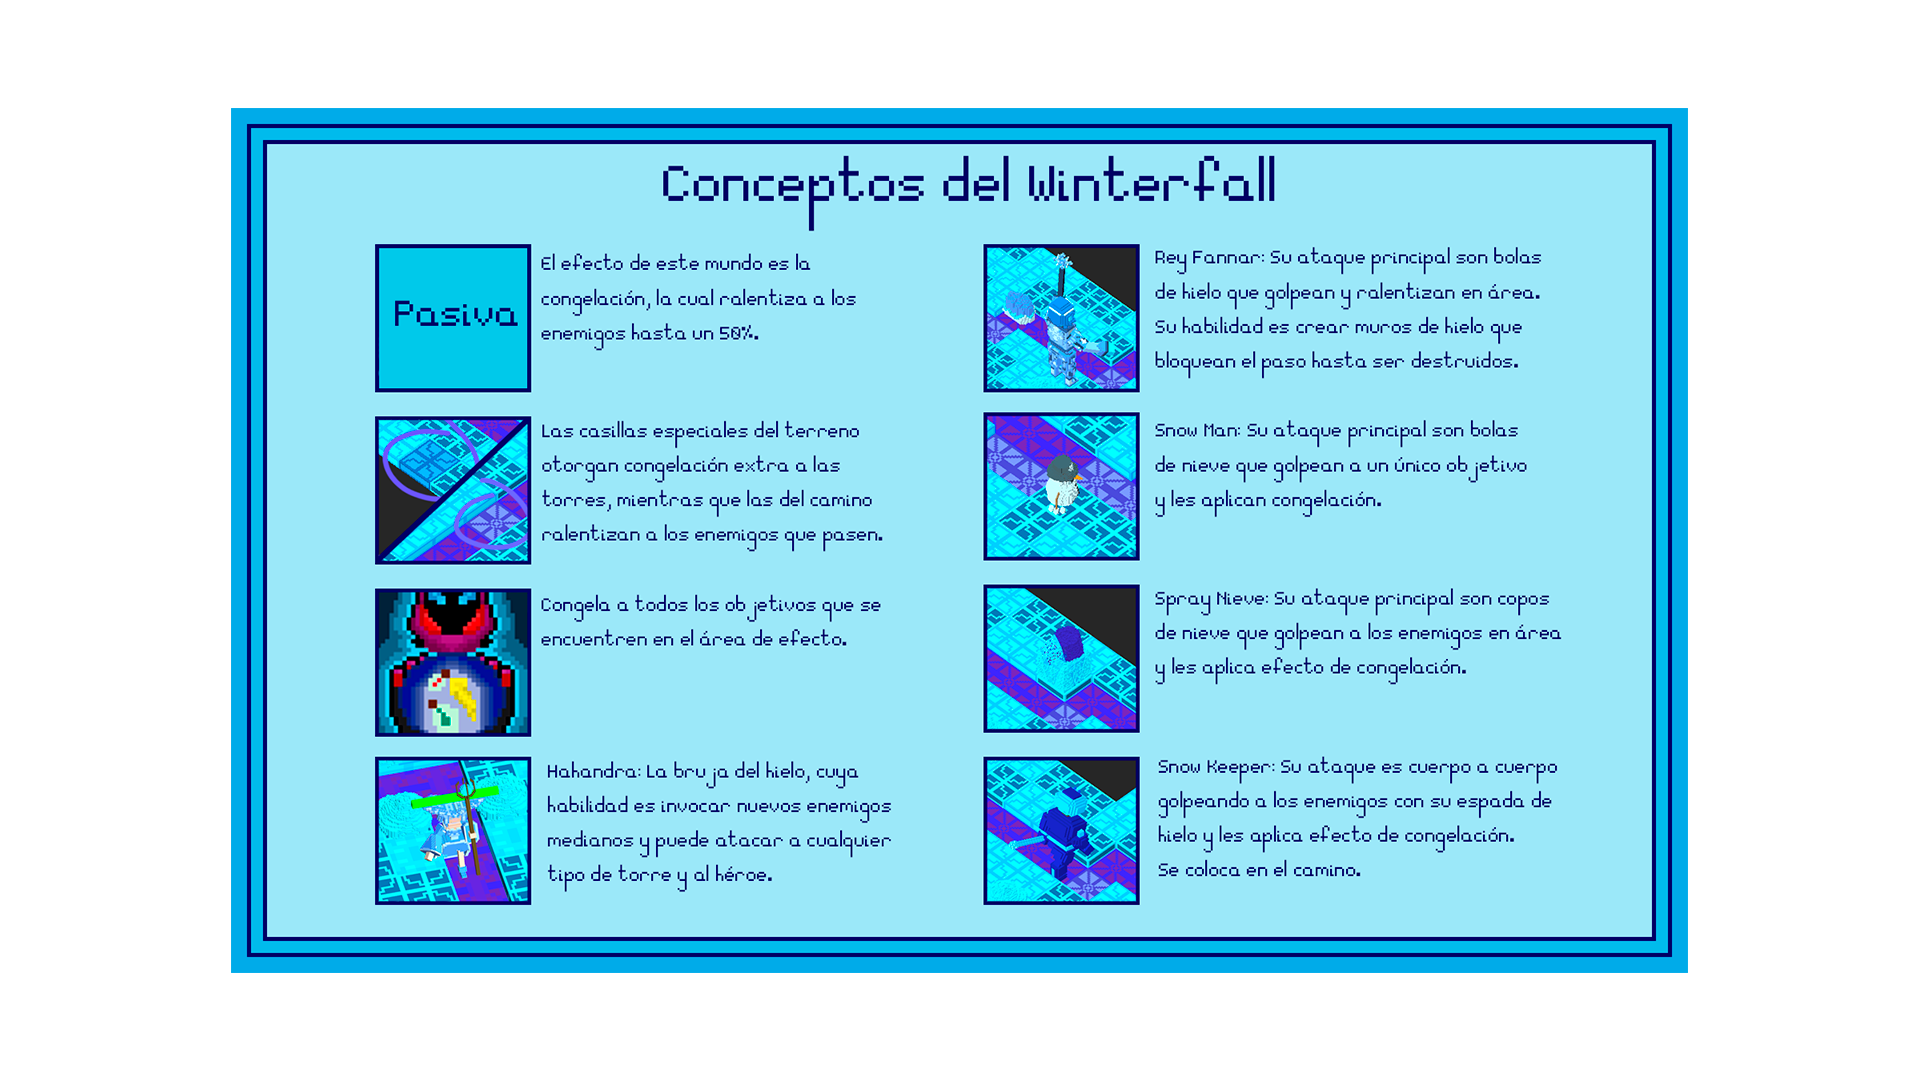 Conceptos del Winterfall
Pasiva
El efecto de este mundo es la
congelación, la cual ralentiza a los
enemigos hasta un 50%.
Las casillas especiales del terreno
otorgan congelación extra a las
torres, mientras que las del camino
ralentizan a los enemigos que pasen.
Congela a todos los objetivos que se
encuentren en el área de efecto.
Hahandra: La bruja del hielo, cuya
habilidad es invocar nuevos enemigos
medianos y puede atacar a cualquier
tipo de torre y al héroe.
Rey Fannar: Su ataque principal son bolas
de hielo que golpean y ralentizan en área.
Su habilidad es crear muros de hielo que
bloquean el paso hasta ser destruidos.
Snow Man: Su ataque principal son bolas
de nieve que golpean a un único objetivo
y les aplican congelación.
Spray Nieve: Su ataque principal son copos
de nieve que golpean a los enemigos en área
y les aplica efecto de congelación.
Snow Keeper: Su ataque es cuerpo a cuerpo
golpeando a los enemigos con su espada de
hielo y les aplica efecto de congelación.
Se coloca en el camino.